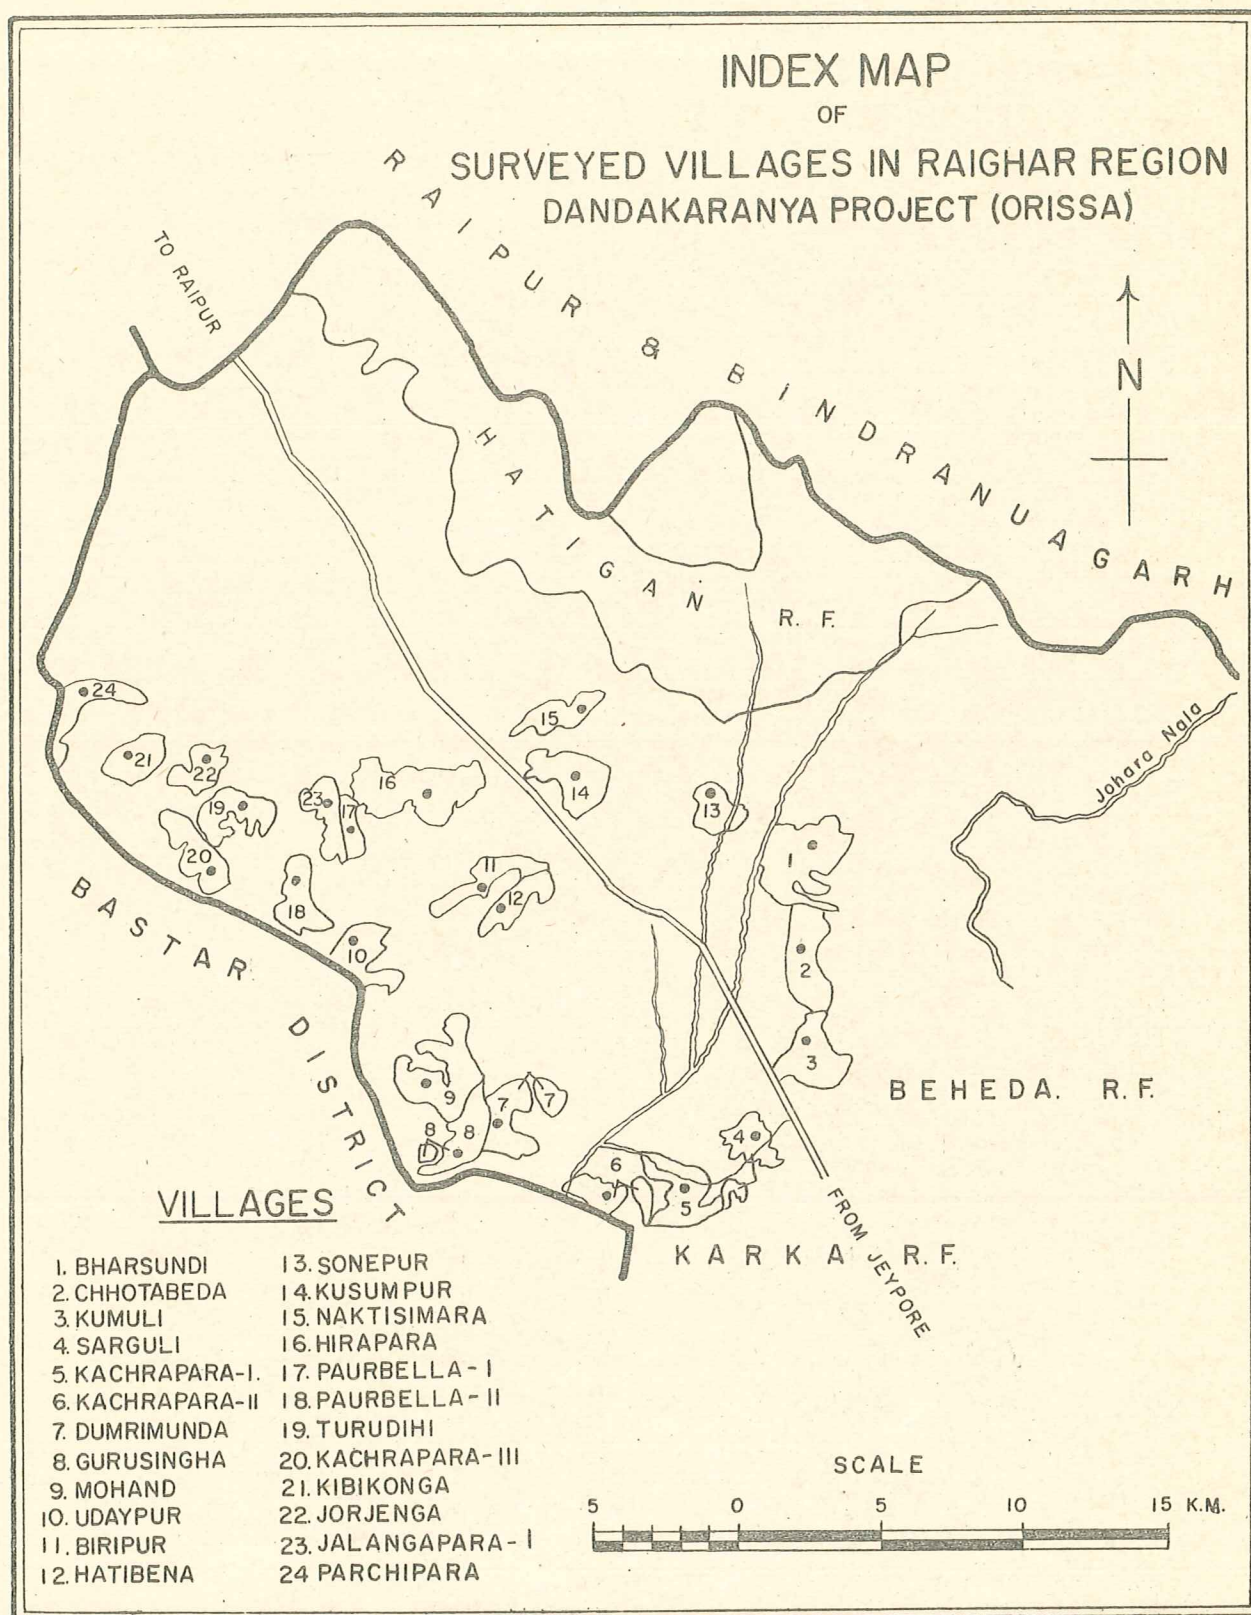 INDEX MAP
OF
SURVEYED VILLAGES IN RAIGHAR REGION
DANDAKARANYA PROJECT (ORISSA)
RAIPUR & BINDRANUAGARH
TO RAIPUR
N
HATIGAN R. F.
Johara Nala
24
21
22
19
20
23
17
16
18
10
15
14
13
11
12
1
2
3
9
8
8
7
7
4
6
5
BASTAR DISTRICT
BEHEDA. R.F.
KARKA R.F.
FROM JEYPORE
VILLAGES
1. BHARSUNDI
2. CHHOTABEDA
3. KUMULI
4. SARGULI
5. KACHRAPARA-I.
6. KACHRAPARA-II
7. DUMRIMUNDA
8. GURUSINGHA
9. MOHAND
10. UDAYPUR
11. BIRIPUR
12. HATIBENA
13. SONEPUR
14. KUSUMPUR
15. NAKTISIMARA
16. HIRAPARA
17. PAURBELLA-I
18. PAURBELLA-II
19. TURUDIHI
20. KACHRAPARA-III
21. KIBIKONGA
22. JORJENGA
23. JALANGAPARA-I
24 PARCHIPARA
SCALE
5 0 5 10 15 K.M.